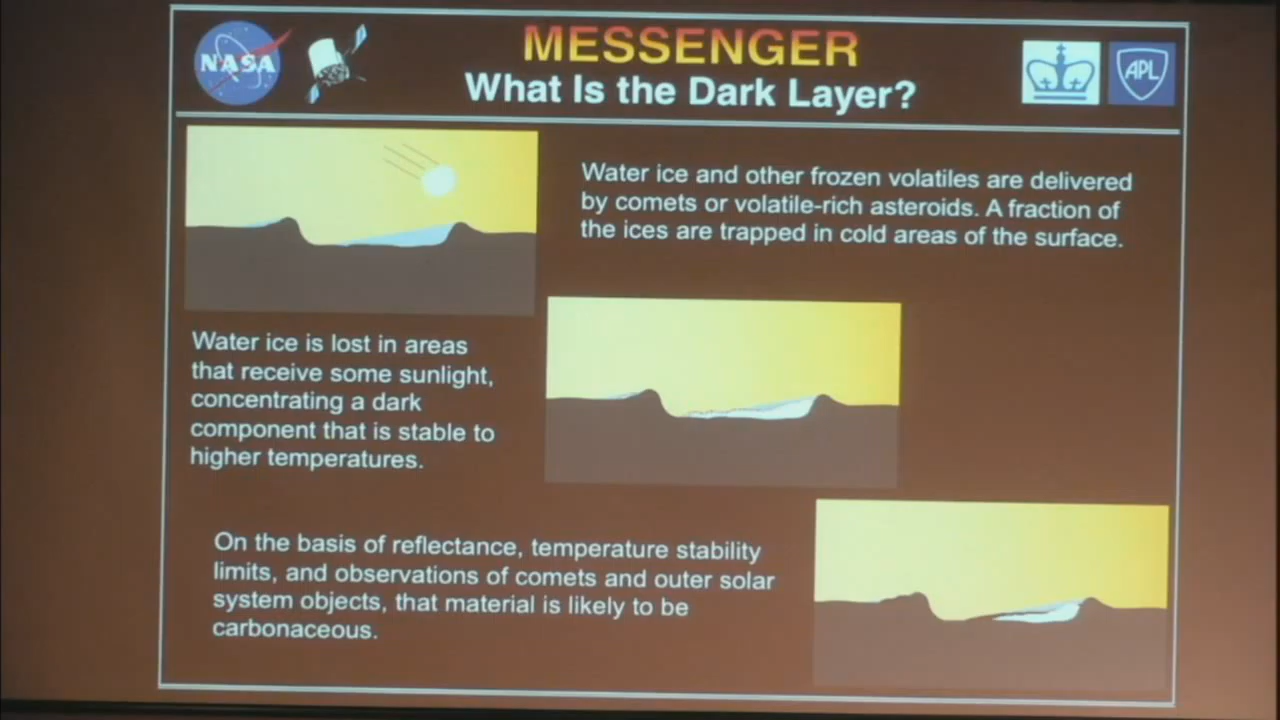 NASA
MESSENGER
What Is the Dark Layer?
APL
Water ice and other frozen volatiles are delivered
by comets or volatile-rich asteroids. A fraction of
the ices are trapped in cold areas of the surface.
Water ice is lost in areas
that receive some sunlight,
concentrating a dark
component that is stable to
higher temperatures.
On the basis of reflectance, temperature stability
limits, and observations of comets and outer solar
system objects, that material is likely to be
carbonaceous.